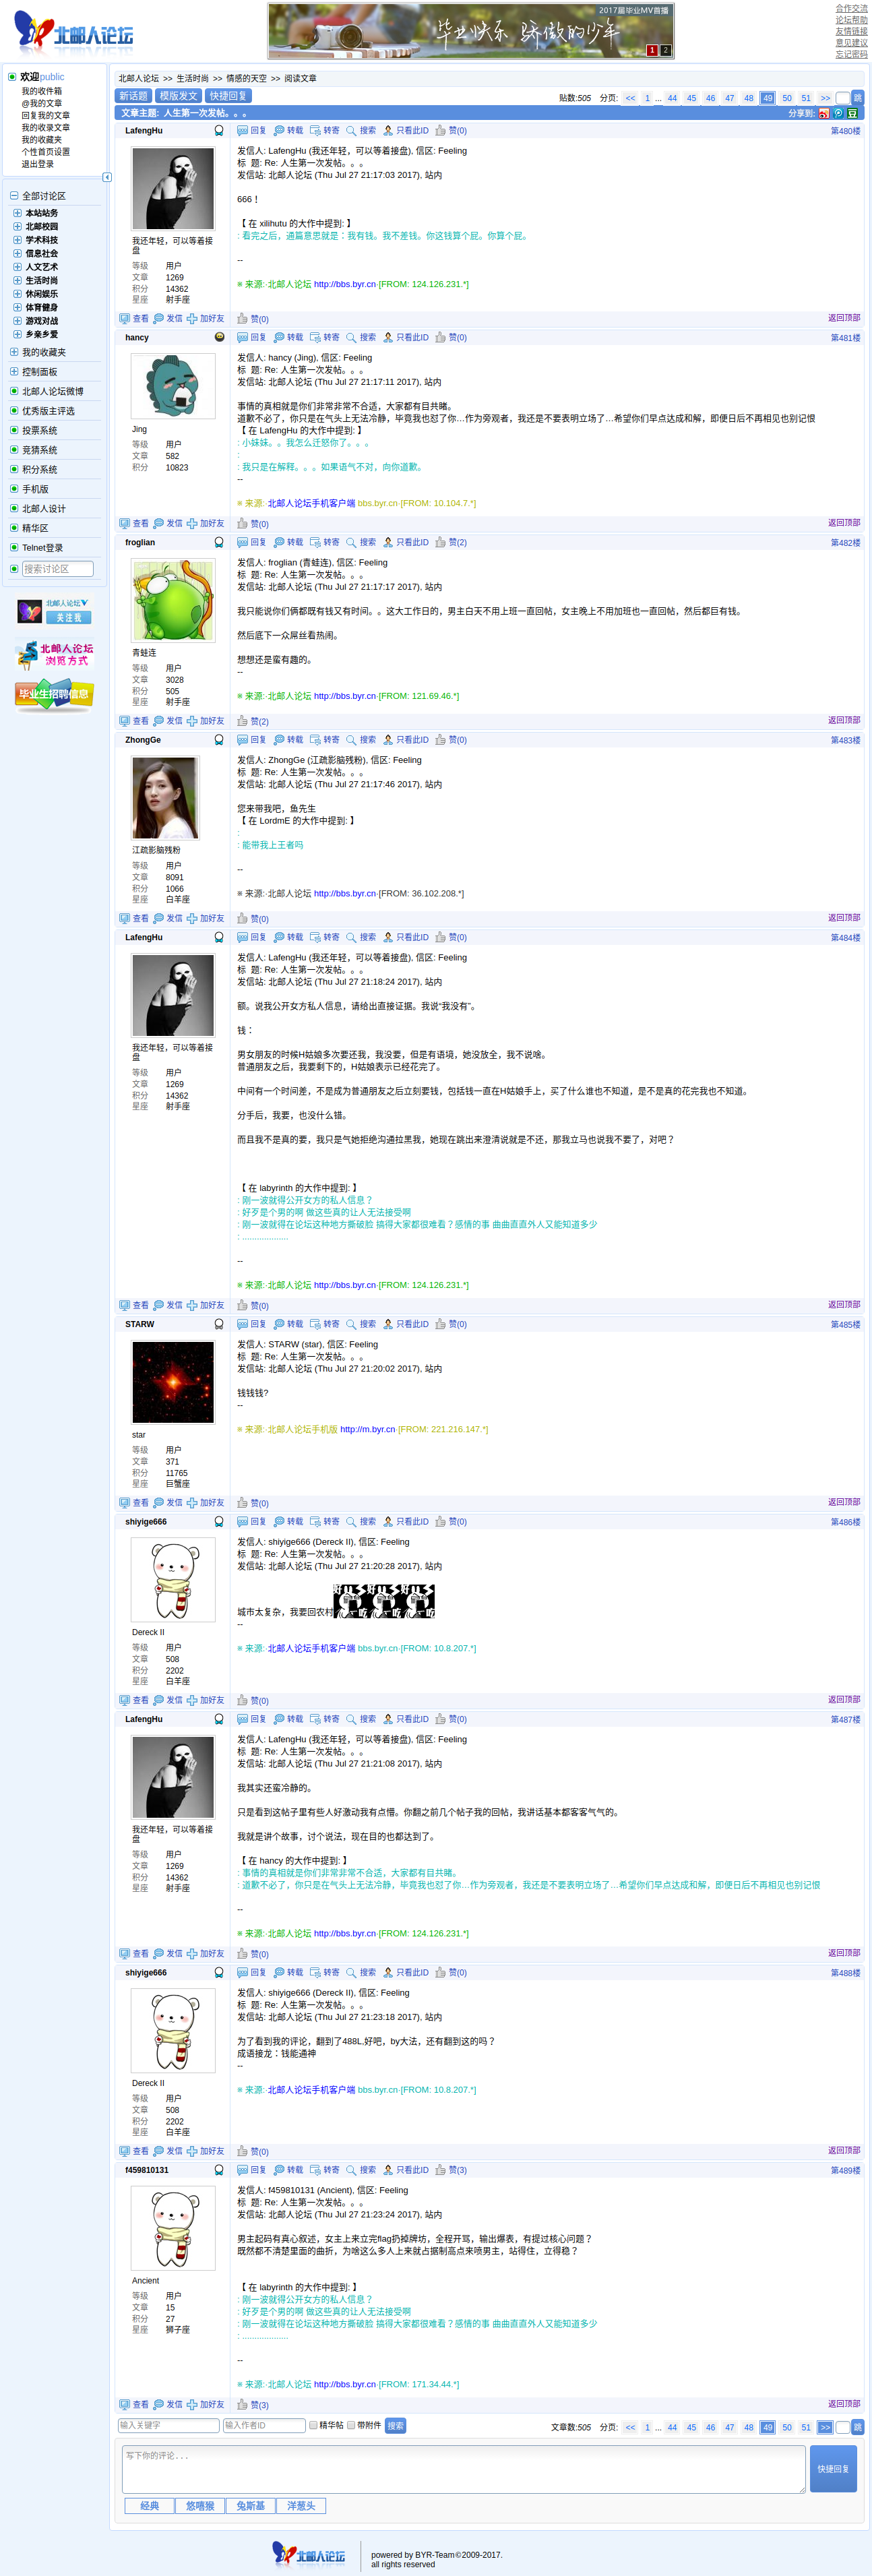 北邮人论坛
2017届毕业MV首播
毕业快乐 骄傲的少年
1 2
合作交流
论坛帮助
友情链接
意见建议
忘记密码
欢迎public
我的收件箱
@我的文章
回复我的文章
我的收录文章
我的收藏夹
个性首页设置
退出登录
全部讨论区
本站站务
北邮校园
学术科技
信息社会
人文艺术
生活时尚
休闲娱乐
体育健身
游戏对战
乡亲乡爱
我的收藏夹
控制面板
北邮人论坛微博
优秀版主评选
投票系统
竞猜系统
积分系统
手机版
北邮人设计
精华区
Telnet登录
搜索讨论区
北邮人论坛
关注我
北邮人论坛
浏览方式
毕业生招聘信息
北邮人论坛 >> 生活时尚 >> 情感的天空 >> 阅读文章
新话题 模版发文 快捷回复
贴数:505 分页: << 1 ... 44 45 46 47 48 49 50 51 >> 跳
文章主题: 人生第一次发帖。。。
分享到: 豆
LafengHu
回复 转载 转寄 搜索 只看此ID 赞(0)
第480楼
我还年轻，可以等着接盘
等级 用户
文章 1269
积分 14362
星座 射手座
发信人: LafengHu (我还年轻，可以等着接盘), 信区: Feeling
标 题: Re: 人生第一次发帖。。。
发信站: 北邮人论坛 (Thu Jul 27 21:17:03 2017), 站内
666！
【 在 xilihutu 的大作中提到: 】
: 看完之后，通篇意思就是：我有钱。我不差钱。你这钱算个屁。你算个屁。
--
※ 来源:·北邮人论坛 http://bbs.byr.cn·[FROM: 124.126.231.*]
查看 发信 加好友 赞(0) 返回顶部
hancy
回复 转载 转寄 搜索 只看此ID 赞(0)
第481楼
Jing
等级 用户
文章 582
积分 10823
发信人: hancy (Jing), 信区: Feeling
标 题: Re: 人生第一次发帖。。。
发信站: 北邮人论坛 (Thu Jul 27 21:17:11 2017), 站内
事情的真相就是你们非常非常不合适，大家都有目共睹。
道歉不必了，你只是在气头上无法冷静，毕竟我也怼了你…作为旁观者，我还是不要表明立场了…希望你们早点达成和解，即便日后不再相见也别记恨
【 在 LafengHu 的大作中提到: 】
: 小妹妹。。我怎么迁怒你了。。。
:
: 我只是在解释。。。如果语气不对，向你道歉。
--
※ 来源:·北邮人论坛手机客户端 bbs.byr.cn·[FROM: 10.104.7.*]
查看 发信 加好友 赞(0) 返回顶部
froglian
回复 转载 转寄 搜索 只看此ID 赞(2)
第482楼
青蛙连
等级 用户
文章 3028
积分 505
星座 射手座
发信人: froglian (青蛙连), 信区: Feeling
标 题: Re: 人生第一次发帖。。。
发信站: 北邮人论坛 (Thu Jul 27 21:17:17 2017), 站内
我只能说你们俩都既有钱又有时间。。这大工作日的，男主白天不用上班一直回帖，女主晚上不用加班也一直回帖，然后都巨有钱。
然后底下一众屌丝看热闹。
想想还是蛮有趣的。
--
※ 来源:·北邮人论坛 http://bbs.byr.cn·[FROM: 121.69.46.*]
查看 发信 加好友 赞(2) 返回顶部
ZhongGe
回复 转载 转寄 搜索 只看此ID 赞(0)
第483楼
江疏影脑残粉
等级 用户
文章 8091
积分 1066
星座 白羊座
发信人: ZhongGe (江疏影脑残粉), 信区: Feeling
标 题: Re: 人生第一次发帖。。。
发信站: 北邮人论坛 (Thu Jul 27 21:17:46 2017), 站内
您来带我吧，鱼先生
【 在 LordmE 的大作中提到: 】
:
: 能带我上王者吗
--
※ 来源:·北邮人论坛 http://bbs.byr.cn·[FROM: 36.102.208.*]
查看 发信 加好友 赞(0) 返回顶部
LafengHu
回复 转载 转寄 搜索 只看此ID 赞(0)
第484楼
我还年轻，可以等着接盘
等级 用户
文章 1269
积分 14362
星座 射手座
发信人: LafengHu (我还年轻，可以等着接盘), 信区: Feeling
标 题: Re: 人生第一次发帖。。。
发信站: 北邮人论坛 (Thu Jul 27 21:18:24 2017), 站内
额。说我公开女方私人信息，请给出直接证据。我说“我没有”。
钱：
男女朋友的时候H姑娘多次要还我，我没要，但是有语境，她没放全，我不说啥。
普通朋友之后，我要剩下的，H姑娘表示已经花完了。
中间有一个时间差，不是成为普通朋友之后立刻要钱，包括钱一直在H姑娘手上，买了什么谁也不知道，是不是真的花完我也不知道。
分手后，我要，也没什么错。
而且我不是真的要，我只是气她拒绝沟通拉黑我，她现在跳出来澄清说就是不还，那我立马也说我不要了，对吧？
【 在 labyrinth 的大作中提到: 】
: 刚一波就得公开女方的私人信息？
: 好歹是个男的啊 做这些真的让人无法接受啊
: 刚一波就得在论坛这种地方撕破脸 搞得大家都很难看？感情的事 曲曲直直外人又能知道多少
: ...................
--
※ 来源:·北邮人论坛 http://bbs.byr.cn·[FROM: 124.126.231.*]
查看 发信 加好友 赞(0) 返回顶部
STARW
回复 转载 转寄 搜索 只看此ID 赞(0)
第485楼
star
等级 用户
文章 371
积分 11765
星座 巨蟹座
发信人: STARW (star), 信区: Feeling
标 题: Re: 人生第一次发帖。。。
发信站: 北邮人论坛 (Thu Jul 27 21:20:02 2017), 站内
钱钱钱?
--
※ 来源:·北邮人论坛手机版 http://m.byr.cn·[FROM: 221.216.147.*]
查看 发信 加好友 赞(0) 返回顶部
shiyige666
回复 转载 转寄 搜索 只看此ID 赞(0)
第486楼
Dereck II
等级 用户
文章 508
积分 2202
星座 白羊座
发信人: shiyige666 (Dereck II), 信区: Feeling
标 题: Re: 人生第一次发帖。。。
发信站: 北邮人论坛 (Thu Jul 27 21:20:28 2017), 站内
城市太复杂，我要回农村
--
※ 来源:·北邮人论坛手机客户端 bbs.byr.cn·[FROM: 10.8.207.*]
查看 发信 加好友 赞(0) 返回顶部
LafengHu
回复 转载 转寄 搜索 只看此ID 赞(0)
第487楼
我还年轻，可以等着接盘
等级 用户
文章 1269
积分 14362
星座 射手座
发信人: LafengHu (我还年轻，可以等着接盘), 信区: Feeling
标 题: Re: 人生第一次发帖。。。
发信站: 北邮人论坛 (Thu Jul 27 21:21:08 2017), 站内
我其实还蛮冷静的。
只是看到这帖子里有些人好激动我有点懵。你翻之前几个帖子我的回帖，我讲话基本都客客气气的。
我就是讲个故事，讨个说法，现在目的也都达到了。
【 在 hancy 的大作中提到: 】
: 事情的真相就是你们非常非常不合适，大家都有目共睹。
: 道歉不必了，你只是在气头上无法冷静，毕竟我也怼了你…作为旁观者，我还是不要表明立场了…希望你们早点达成和解，即便日后不再相见也别记恨
--
※ 来源:·北邮人论坛 http://bbs.byr.cn·[FROM: 124.126.231.*]
查看 发信 加好友 赞(0) 返回顶部
shiyige666
回复 转载 转寄 搜索 只看此ID 赞(0)
第488楼
Dereck II
等级 用户
文章 508
积分 2202
星座 白羊座
发信人: shiyige666 (Dereck II), 信区: Feeling
标 题: Re: 人生第一次发帖。。。
发信站: 北邮人论坛 (Thu Jul 27 21:23:18 2017), 站内
为了看到我的评论，翻到了488L,好吧，by大法，还有翻到这的吗？
成语接龙：钱能通神
--
※ 来源:·北邮人论坛手机客户端 bbs.byr.cn·[FROM: 10.8.207.*]
查看 发信 加好友 赞(0) 返回顶部
f459810131
回复 转载 转寄 搜索 只看此ID 赞(3)
第489楼
Ancient
等级 用户
文章 15
积分 27
星座 狮子座
发信人: f459810131 (Ancient), 信区: Feeling
标 题: Re: 人生第一次发帖。。。
发信站: 北邮人论坛 (Thu Jul 27 21:23:24 2017), 站内
男主起码有真心叙述，女主上来立完flag扔掉牌坊，全程开骂，输出爆表，有提过核心问题？
既然都不清楚里面的曲折，为啥这么多人上来就占据制高点来喷男主，站得住，立得稳？
【 在 labyrinth 的大作中提到: 】
: 刚一波就得公开女方的私人信息？
: 好歹是个男的啊 做这些真的让人无法接受啊
: 刚一波就得在论坛这种地方撕破脸 搞得大家都很难看？感情的事 曲曲直直外人又能知道多少
: ...................
--
※ 来源:·北邮人论坛 http://bbs.byr.cn·[FROM: 171.34.44.*]
查看 发信 加好友 赞(3) 返回顶部
输入关键字 输入作者ID 精华帖 带附件 搜索
文章数:505 分页: << 1 ... 44 45 46 47 48 49 50 51 >> 跳
写下你的评论...
快捷回复
经典 悠嘻猴 兔斯基 洋葱头
北邮人论坛
powered by BYR-Team©2009-2017.
all rights reserved